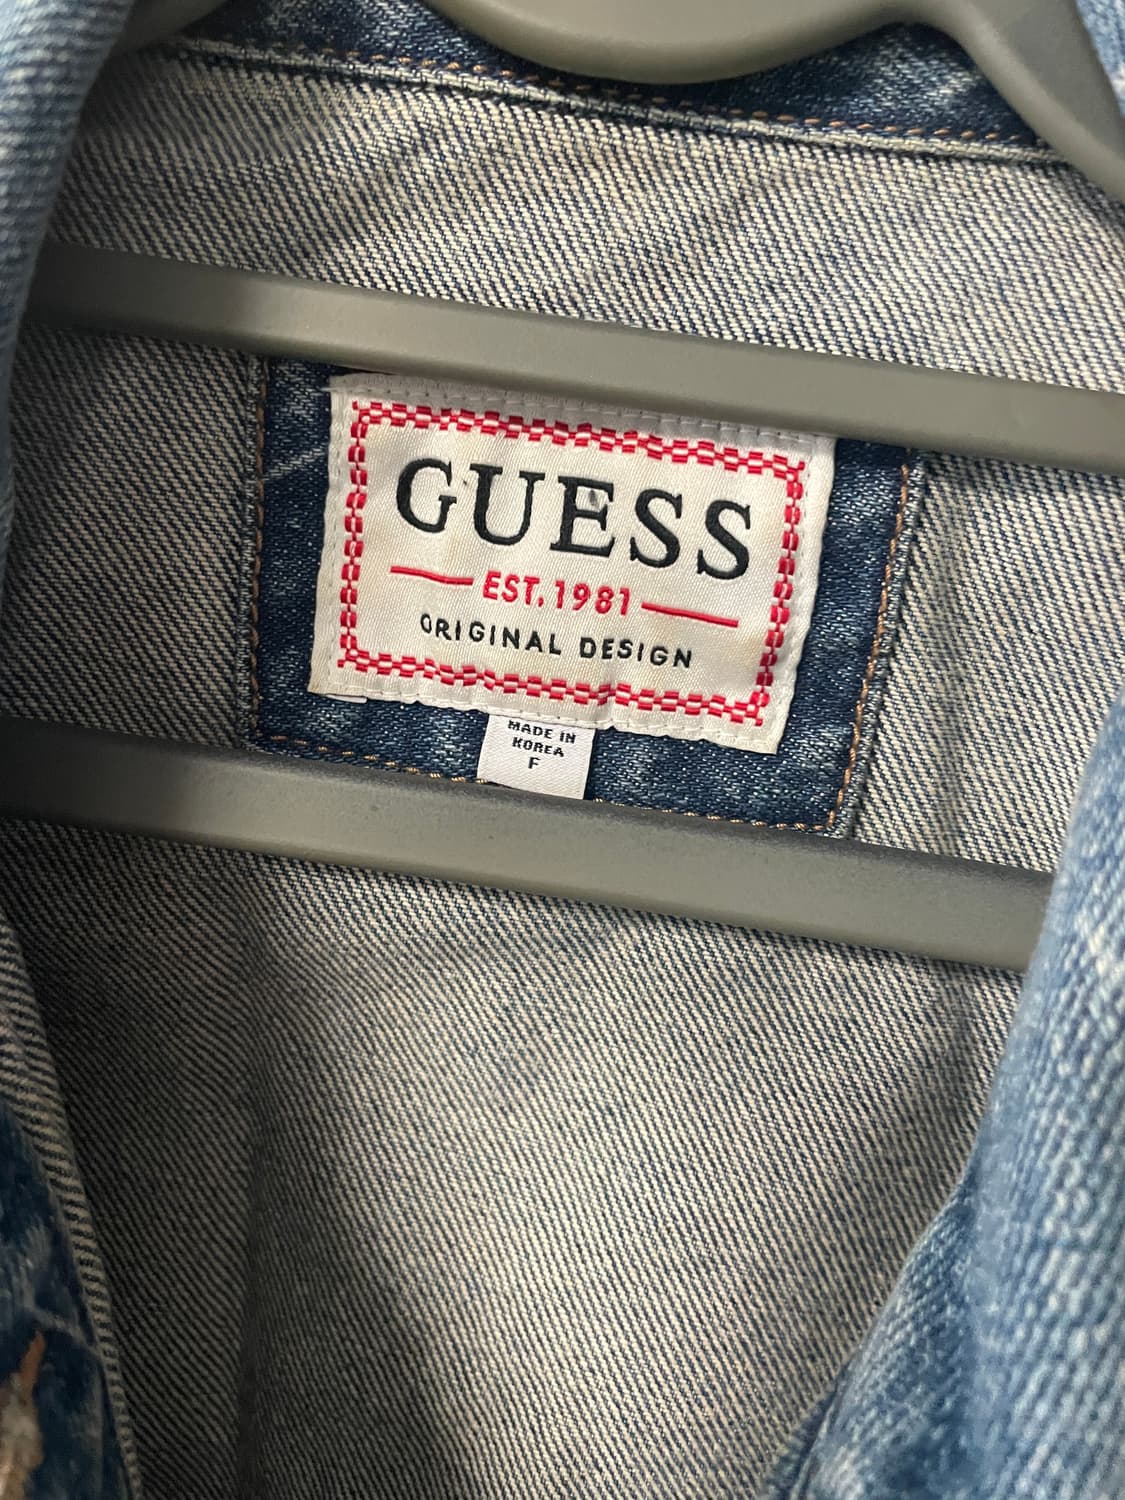 GUESS
EST. 1981
ORIGINAL DESIGN
MADE IN
KOREA
F